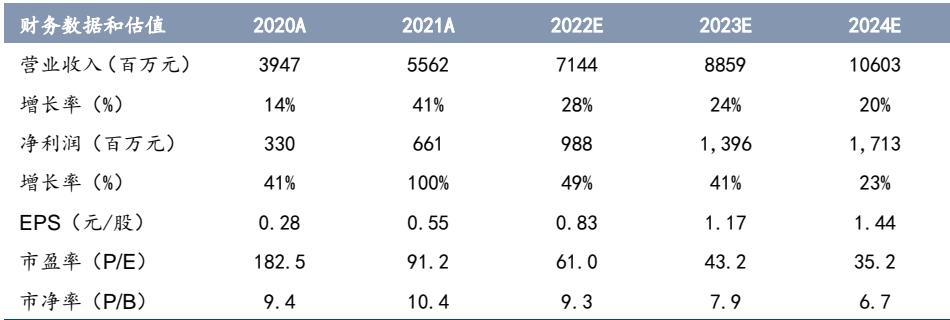 财务数据和估值 2020A 2021A 2022E 2023E 2024E
营业收入（百万元） 3947 5562 7144 8859 10603
增长率（%） 14% 41% 28% 24% 20%
净利润（百万元） 330 661 988 1,396 1,713
增长率（%） 41% 100% 49% 41% 23%
EPS（元/股） 0.28 0.55 0.83 1.17 1.44
市盈率（P/E） 182.5 91.2 61.0 43.2 35.2
市净率（P/B） 9.4 10.4 9.3 7.9 6.7